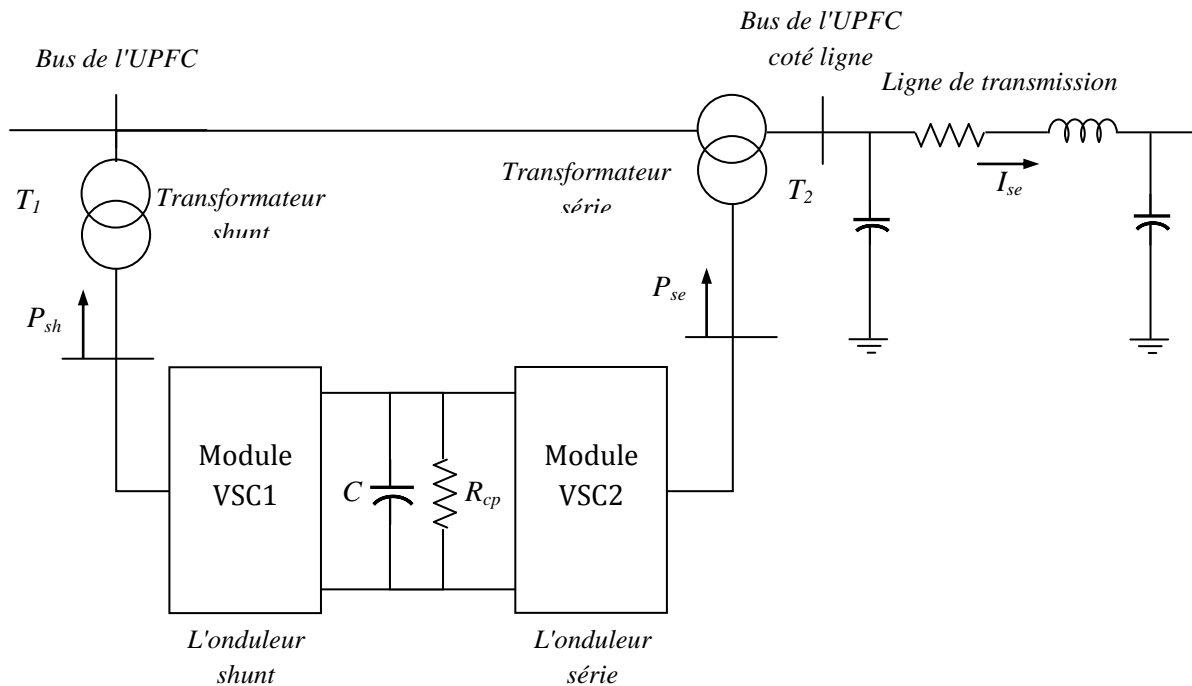 Bus de l'UPFC
Bus de l'UPFC
coté ligne
Ligne de transmission
T1
Transformateur
shunt
Transformateur
série
T2
Ise
Psh
Pse
Module
VSC1
C
Rcp
Module
VSC2
L'onduleur
shunt
L'onduleur
série